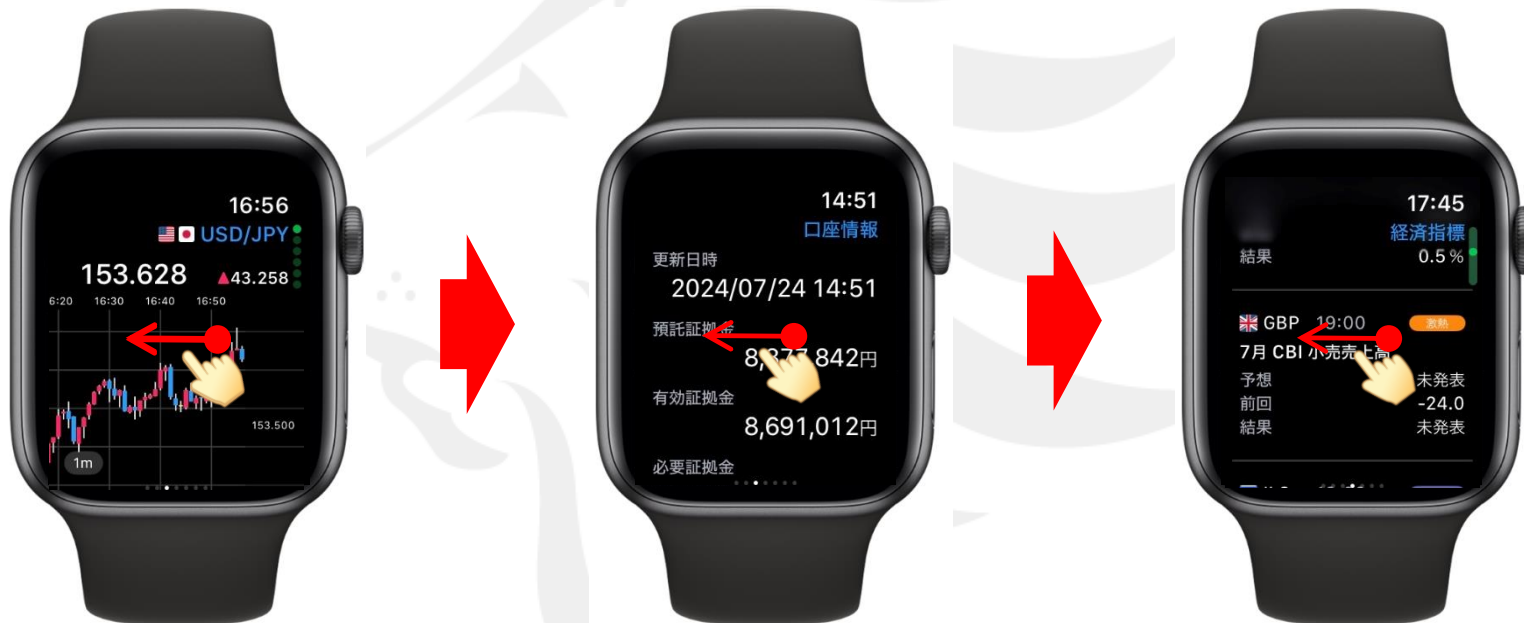 16:56
USD/JPY
153.628 ▲43.258
6:20 16:30 16:40 16:50
153.500
1m
14:51
口座情報
更新日時
2024/07/24 14:51
預託証拠金
842円
有効証拠金
8,691,012円
必要証拠金
17:45
経済指標
結果 0.5%
GBP 19:00 激熱
7月 CBI 小売売上高
予想 未発表
前回 -24.0
結果 未発表